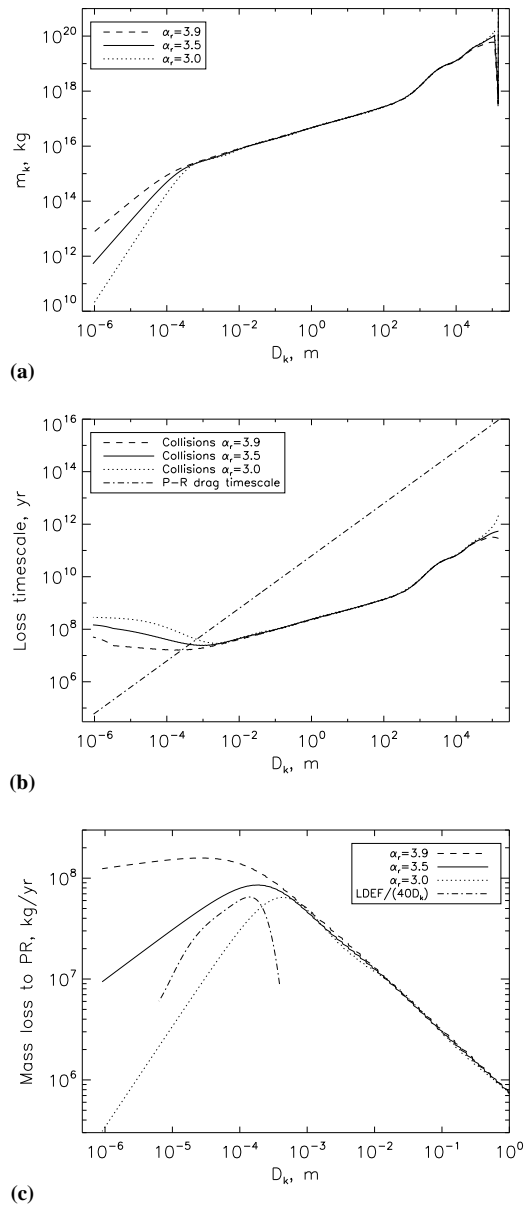 10^20
10^18
10^16
10^14
10^12
10^10
m_k, kg
α_r=3.9
α_r=3.5
α_r=3.0
10^-6
10^-4
10^-2
10^0
10^2
10^4
D_k, m
(a)
10^16
10^14
10^12
10^10
10^8
10^6
Loss timescale, yr
Collisions α_r=3.9
Collisions α_r=3.5
Collisions α_r=3.0
P-R drag timescale
10^-6
10^-4
10^-2
10^0
10^2
10^4
D_k, m
(b)
10^8
10^7
10^6
Mass loss to PR, kg/yr
α_r=3.9
α_r=3.5
α_r=3.0
LDEF/(40D_k)
10^-6
10^-5
10^-4
10^-3
10^-2
10^-1
10^0
D_k, m
(c)